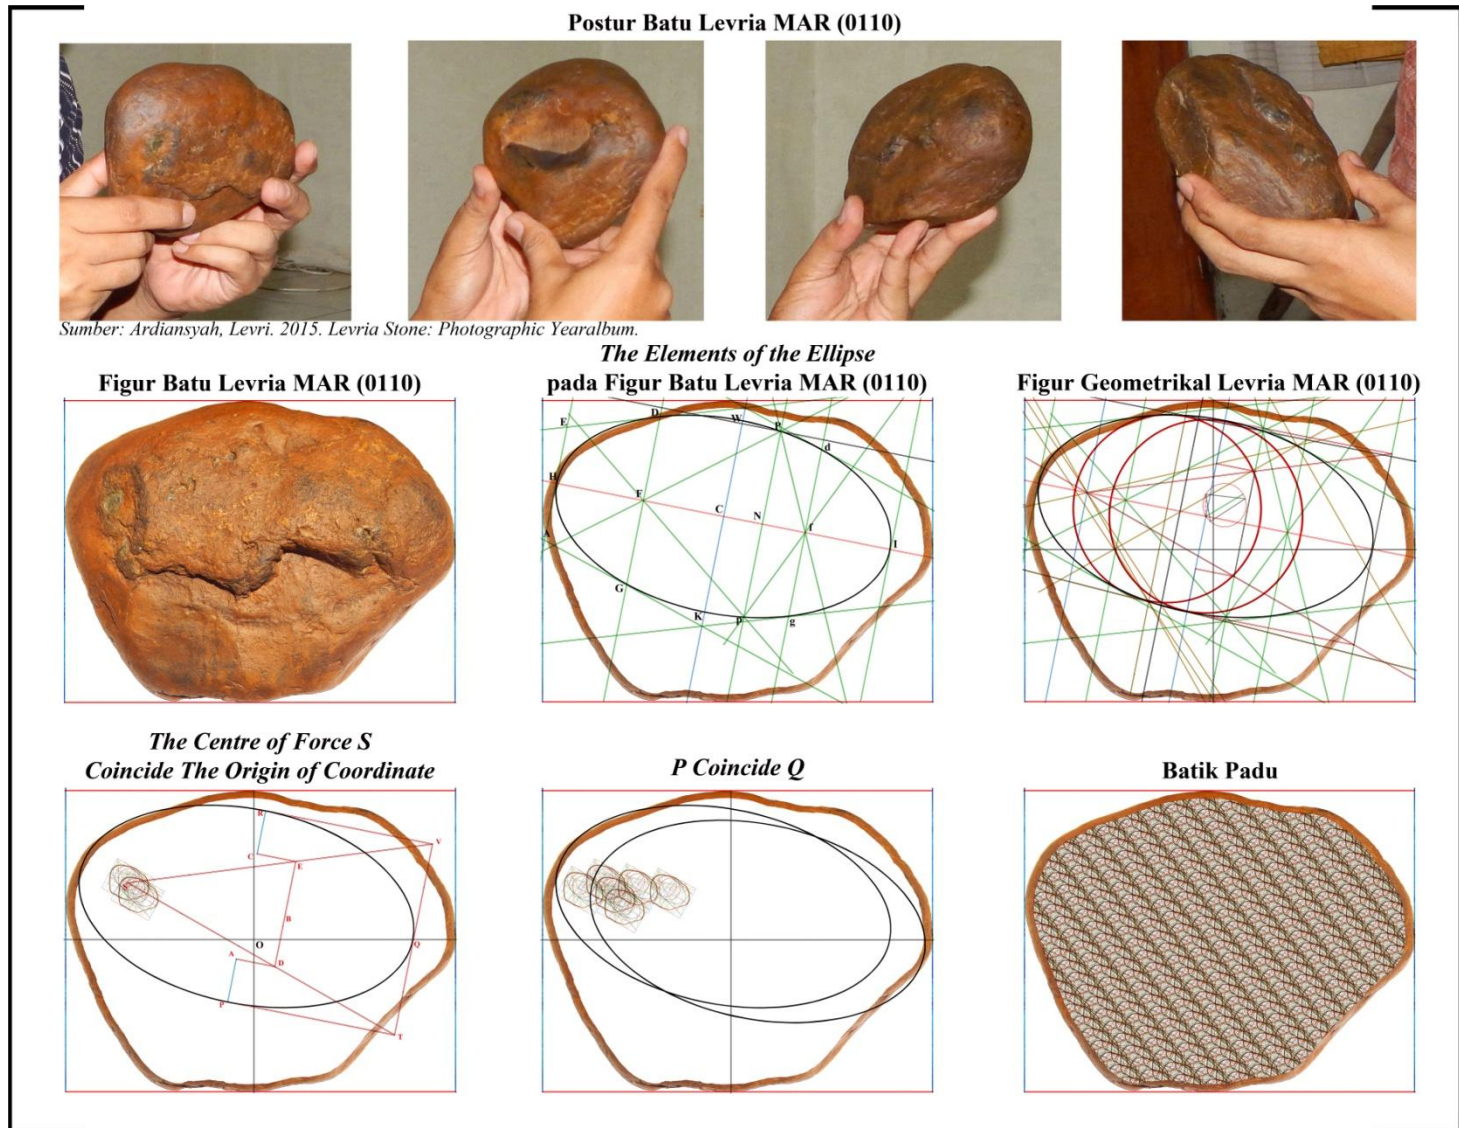 Postur Batu Levria MAR (0110)
Sumber: Ardiansyah, Levri. 2015. Levria Stone: Photographic Yearalbum.
Figur Batu Levria MAR (0110)
The Elements of the Ellipse
pada Figur Batu Levria MAR (0110)
Figur Geometrikal Levria MAR (0110)
E
D
W
P
d
H
F
C
N
f
I
A
G
K
p
g
The Centre of Force S
Coincide The Origin of Coordinate
P Coincide Q
Batik Padu
R
V
C
E
S
B
O
Q
A
D
P
T